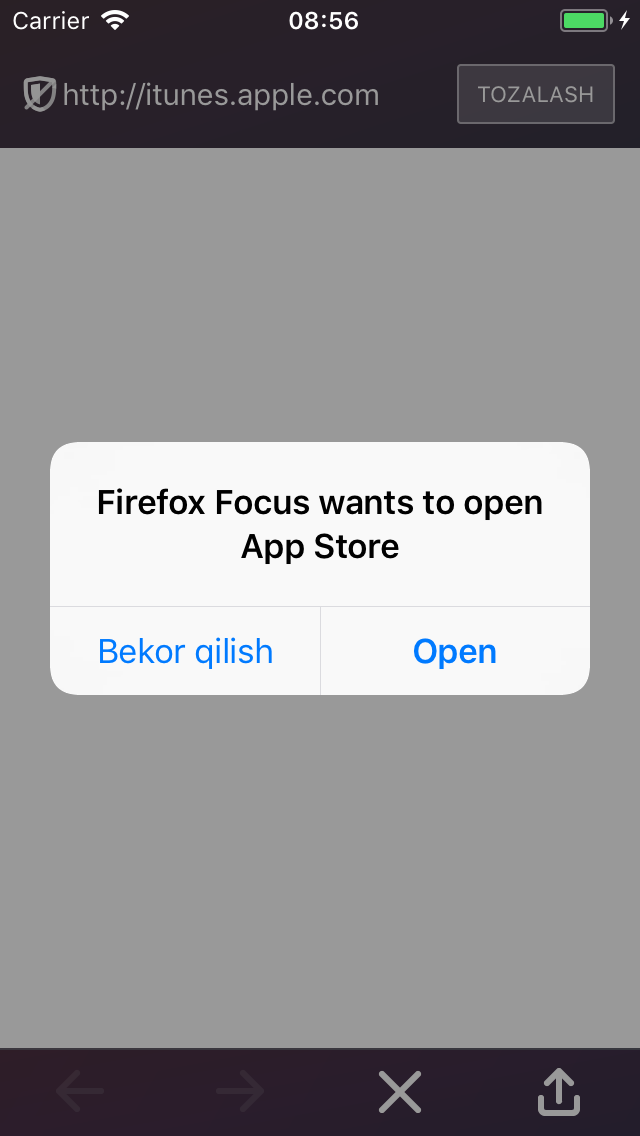 Carrier 08:56
http://itunes.apple.com TOZALASH
Firefox Focus wants to open
App Store
Bekor qilish Open